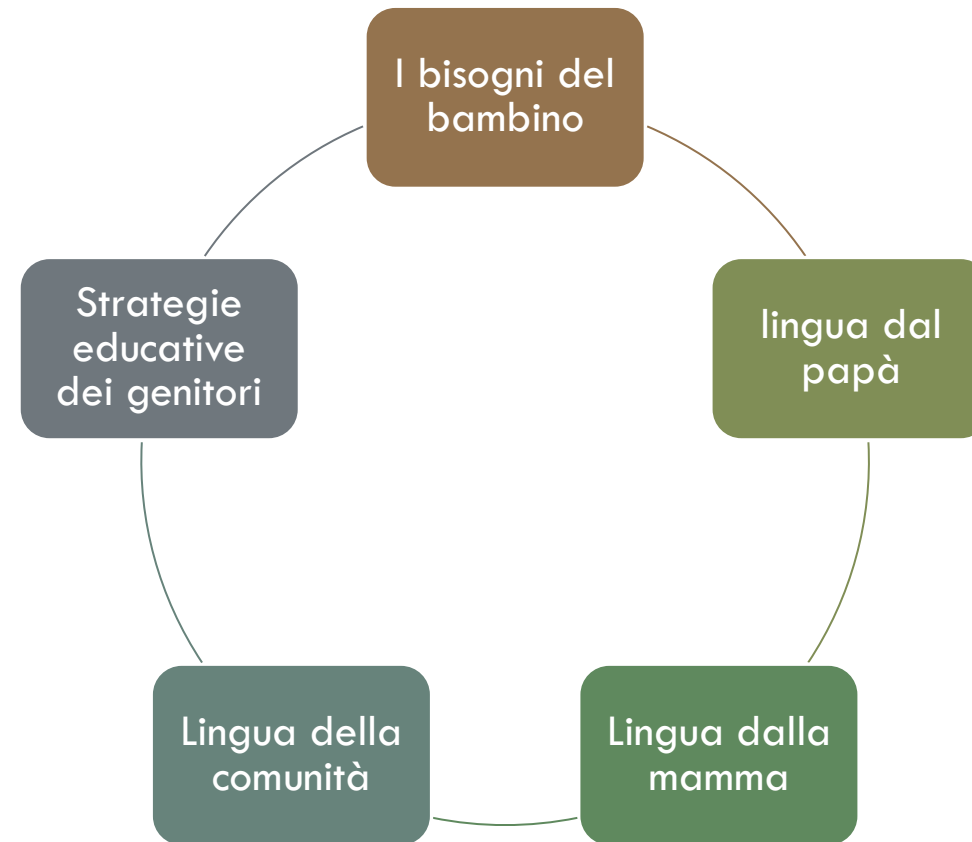 I bisogni del
bambino
lingua dal
papà
Lingua dalla
mamma
Lingua della
comunità
Strategie
educative
dei genitori